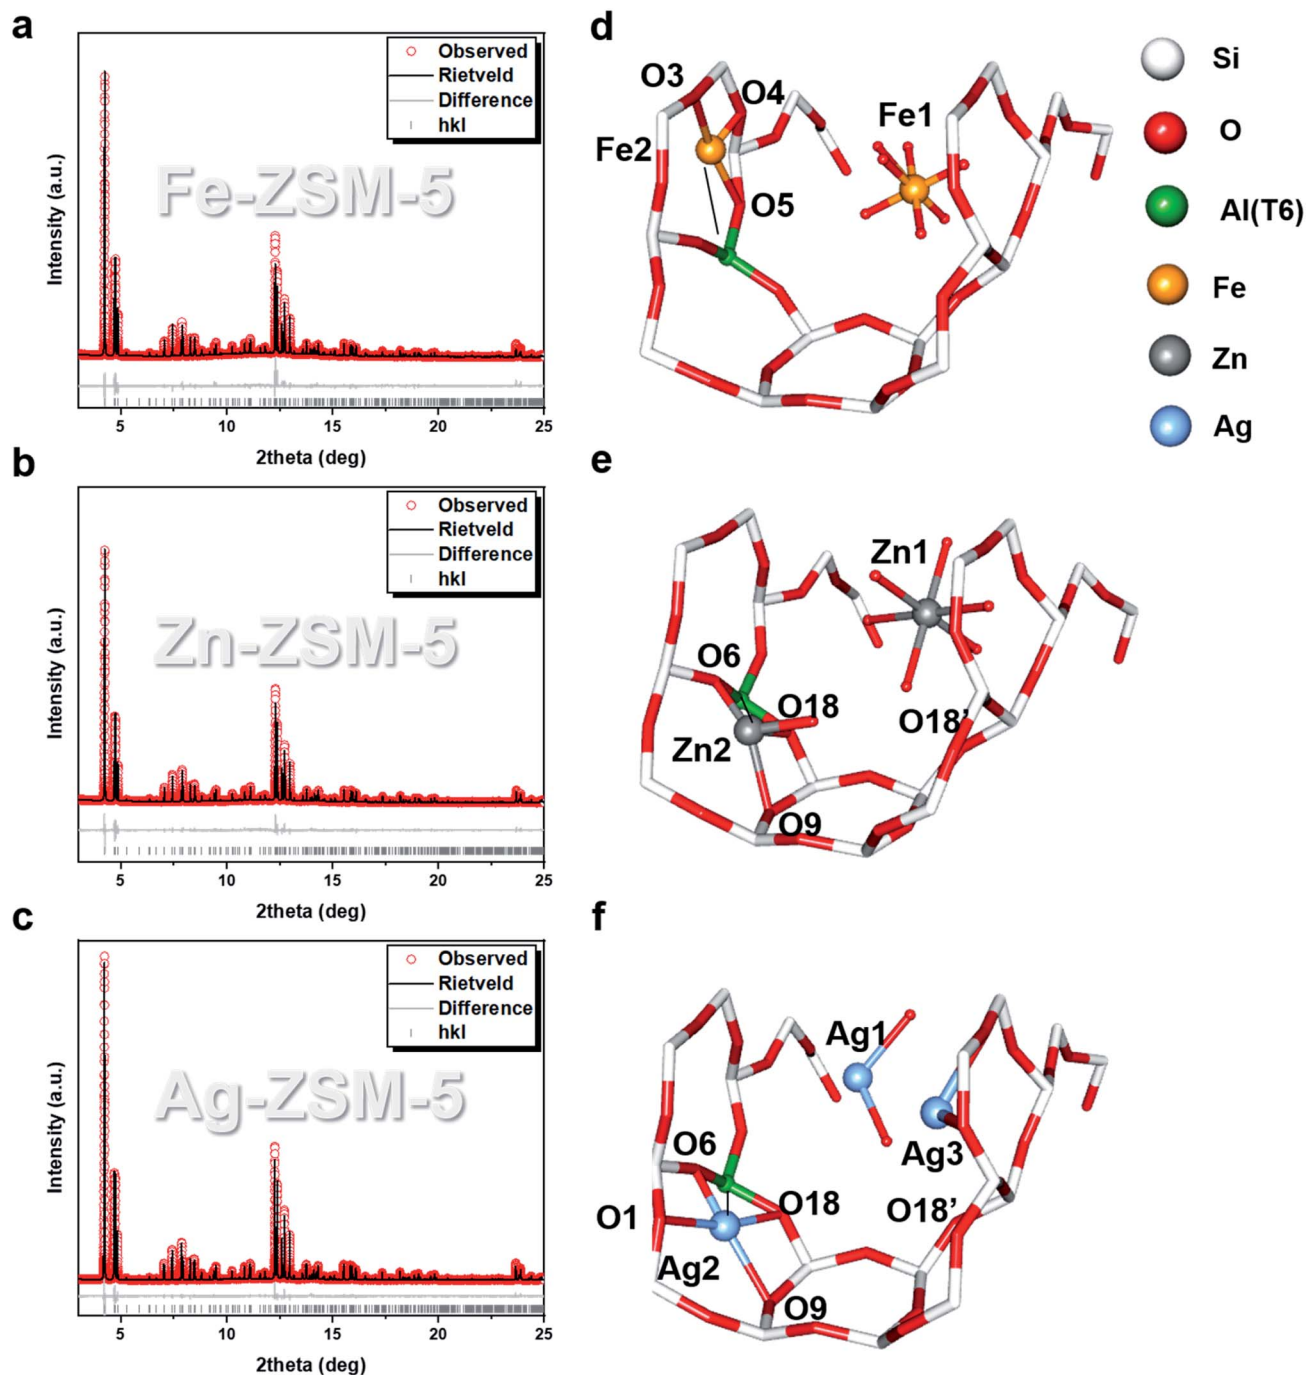 a
Observed
Rietveld
Difference
hkl
Fe-ZSM-5
Intensity (a.u.)
5 10 15 20 25
2theta (deg)
d
O3
O4
Fe1
Fe2
O5
Si
O
Al(T6)
Fe
Zn
Ag
b
Observed
Rietveld
Difference
hkl
Zn-ZSM-5
Intensity (a.u.)
5 10 15 20 25
2theta (deg)
e
Zn1
O6
O18
O18'
Zn2
O9
c
Observed
Rietveld
Difference
hkl
Ag-ZSM-5
Intensity (a.u.)
5 10 15 20 25
2theta (deg)
f
Ag1
O6
Ag3
O18
O18'
O1
Ag2
O9